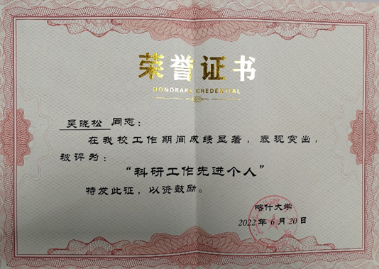 荣誉证书
HONORARY CREDENTIAL
吴晓松 同志：
在我校工作期间成绩显著，表现突出，
被评为：
“科研工作先进个人”
特发此证，以资鼓励。
喀什大学
2022年6月20日